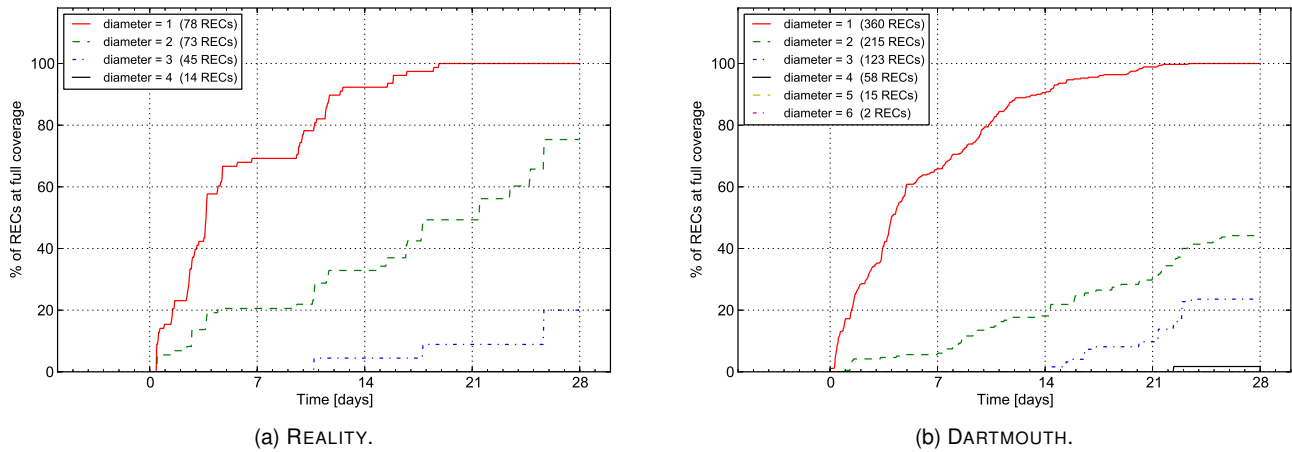 diameter = 1 (78 RECs)
diameter = 2 (73 RECs)
diameter = 3 (45 RECs)
diameter = 4 (14 RECs)
% of RECs at full coverage
100
80
60
40
20
0
0 7 14 21 28
Time [days]
(a) REALITY.
diameter = 1 (360 RECs)
diameter = 2 (215 RECs)
diameter = 3 (123 RECs)
diameter = 4 (58 RECs)
diameter = 5 (15 RECs)
diameter = 6 (2 RECs)
% of RECs at full coverage
100
80
60
40
20
0
0 7 14 21 28
Time [days]
(b) DARTMOUTH.